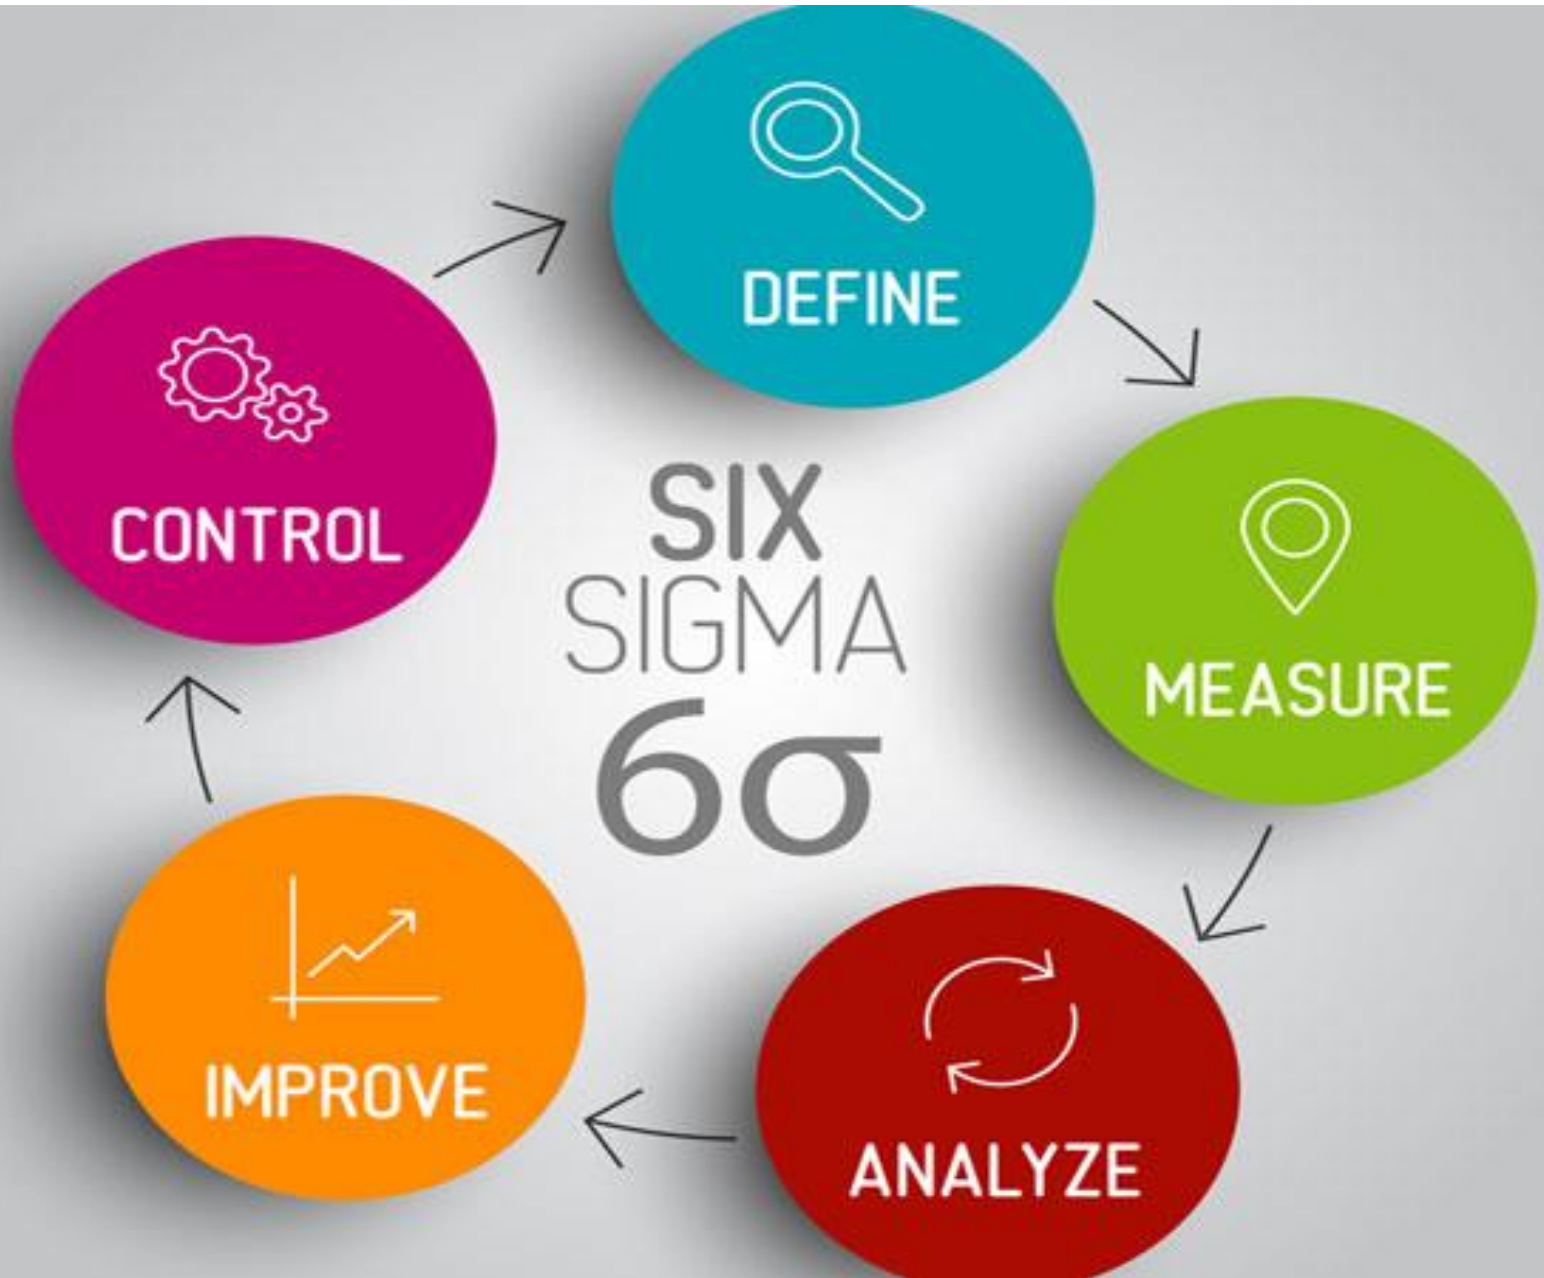 DEFINE
CONTROL
SIX
SIGMA
6σ
MEASURE
IMPROVE
ANALYZE